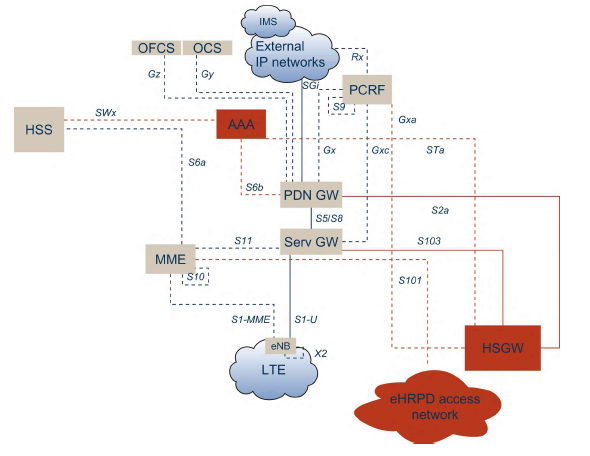 IMS
OFCS
OCS
External
IP networks
Rx
Gz
Gy
SGi
PCRF
S9
SWx
HSS
AAA
Gxa
Gx
Gxc
STa
S6a
S6b
PDN GW
S2a
S5/S8
S11
Serv GW
S103
MME
S10
S101
S1-MME
S1-U
eNB
X2
HSGW
LTE
eHRPD access
network